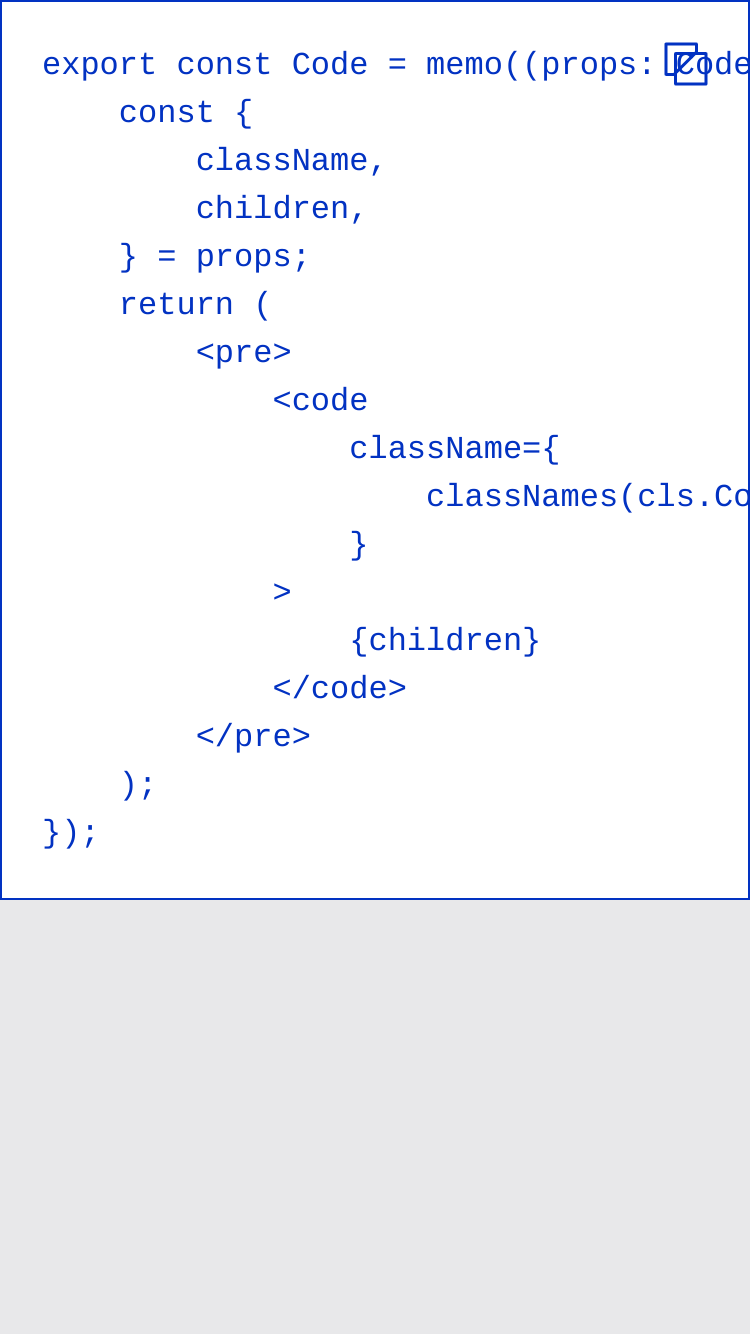 export const Code = memo((props: Code
const {
className,
children,
} = props;
return (
<pre>
<code
className={
classNames(cls.Co
}
>
{children}
</code>
</pre>
);
});